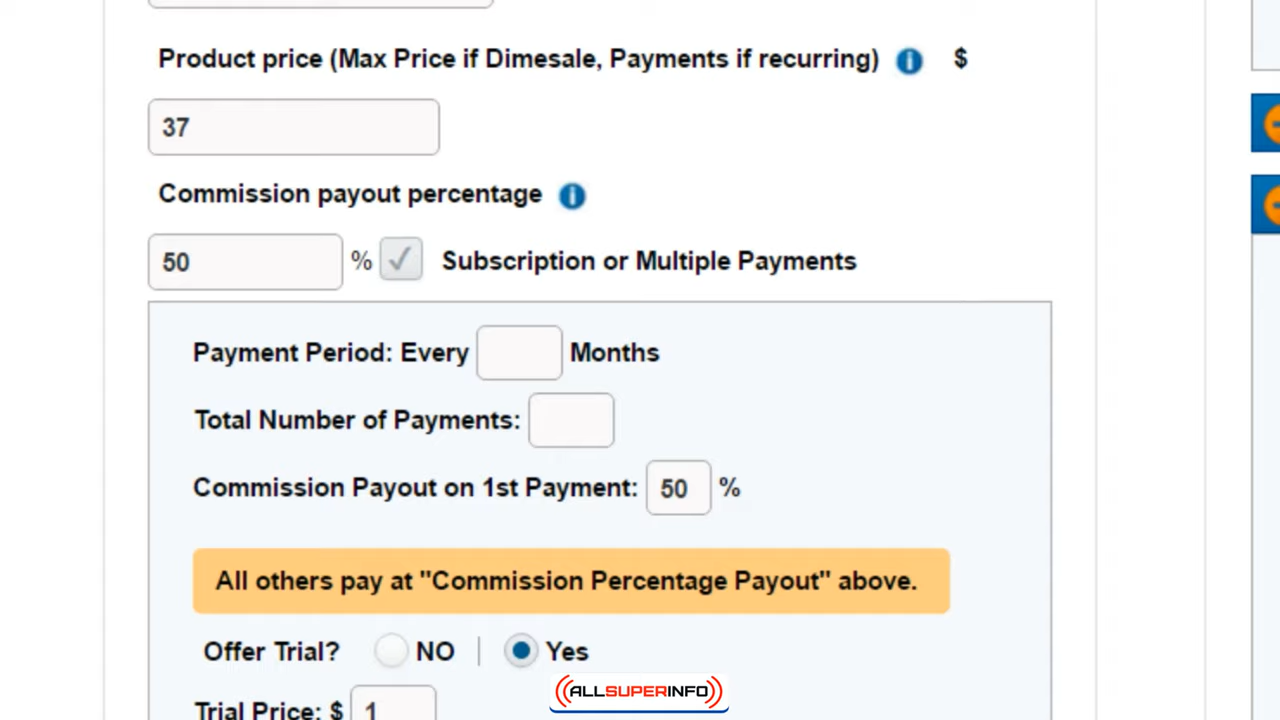 Product price (Max Price if Dimesale, Payments if recurring) i $
37
Commission payout percentage i
50 % Subscription or Multiple Payments
Payment Period: Every Months
Total Number of Payments:
Commission Payout on 1st Payment: 50 %
All others pay at "Commission Percentage Payout" above.
Offer Trial? NO | Yes
Trial Price: $ 1
ALLSUPERINFO